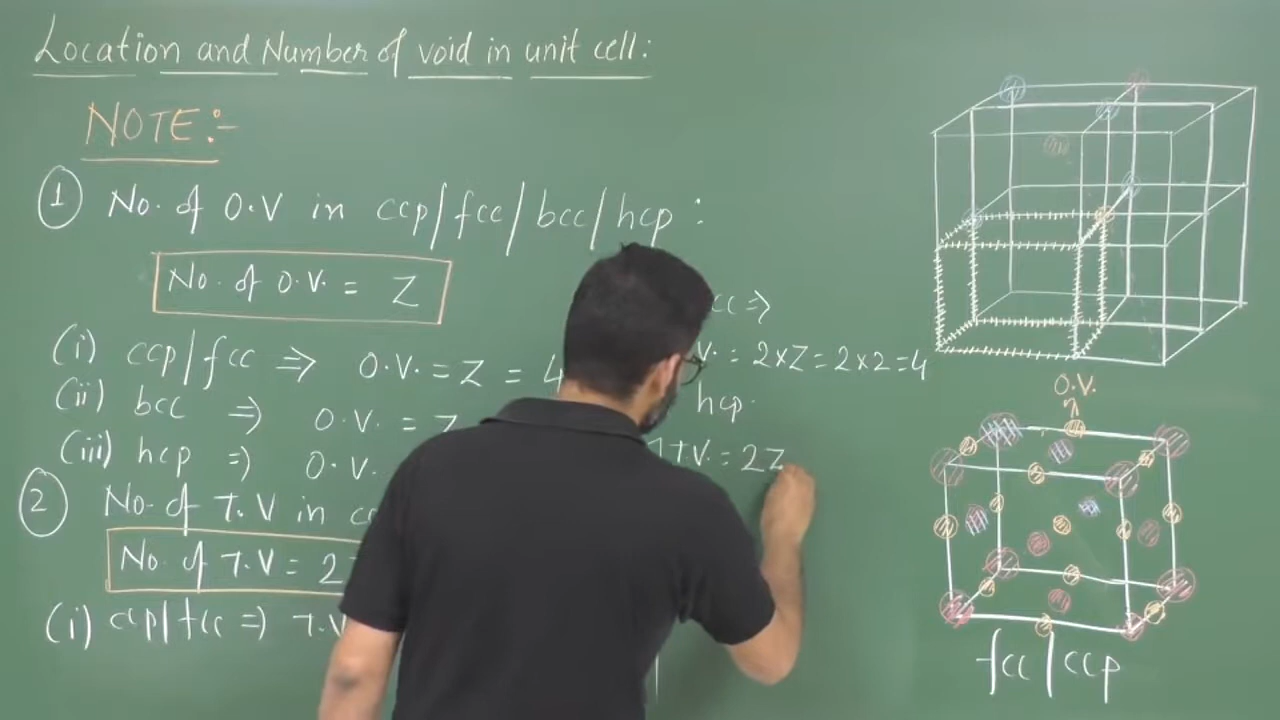 Location and Number of void in unit cell:
NOTE:-
1 No. of O.V in ccp/fcc/bcc/hcp :
No. of O.V. = Z
(i) ccp/fcc ⇒ O.V. = Z = 4
(ii) bcc ⇒ O.V. = Z
(iii) hcp ⇒ O.V.
2 No. of T.V in
No. of T.V = 2
(i) ccp/fcc ⇒ T.V
cc ⇒
V. = 2×Z = 2×2 = 4
hcp.
T.V. = 2Z
O.V.
fcc/ccp